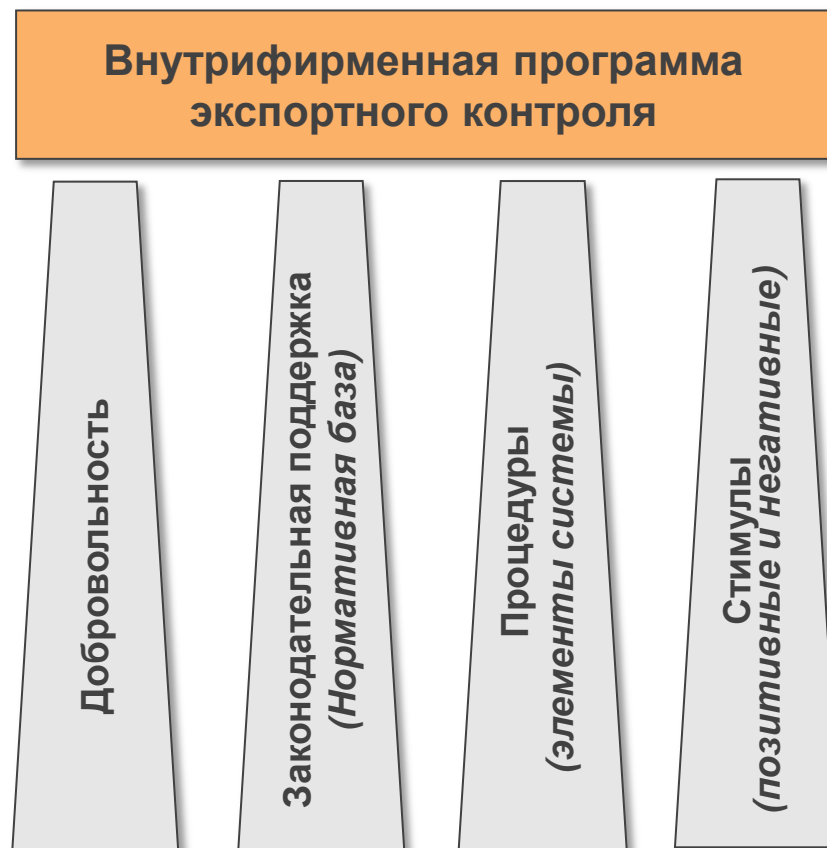 Внутрифирменная программа
экспортного контроля
Добровольность
Законодательная поддержка
(Нормативная база)
Процедуры
(элементы системы)
Стимулы
(позитивные и негативные)